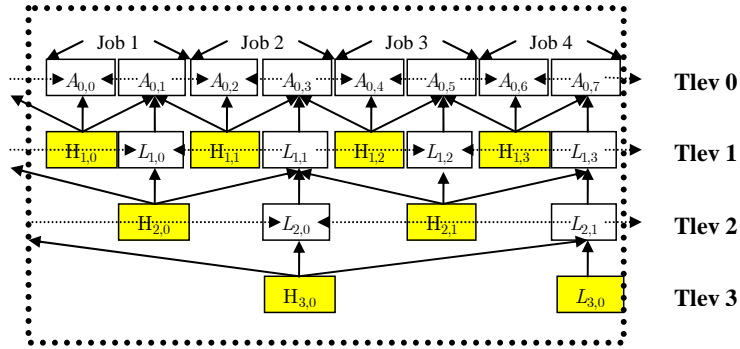 Job 1 Job 2 Job 3 Job 4
A0,0 A0,1 A0,2 A0,3 A0,4 A0,5 A0,6 A0,7 Tlev 0
H1,0 L1,0 H1,1 L1,1 H1,2 L1,2 H1,3 L1,3 Tlev 1
H2,0 L2,0 H2,1 L2,1 Tlev 2
H3,0 L3,0 Tlev 3